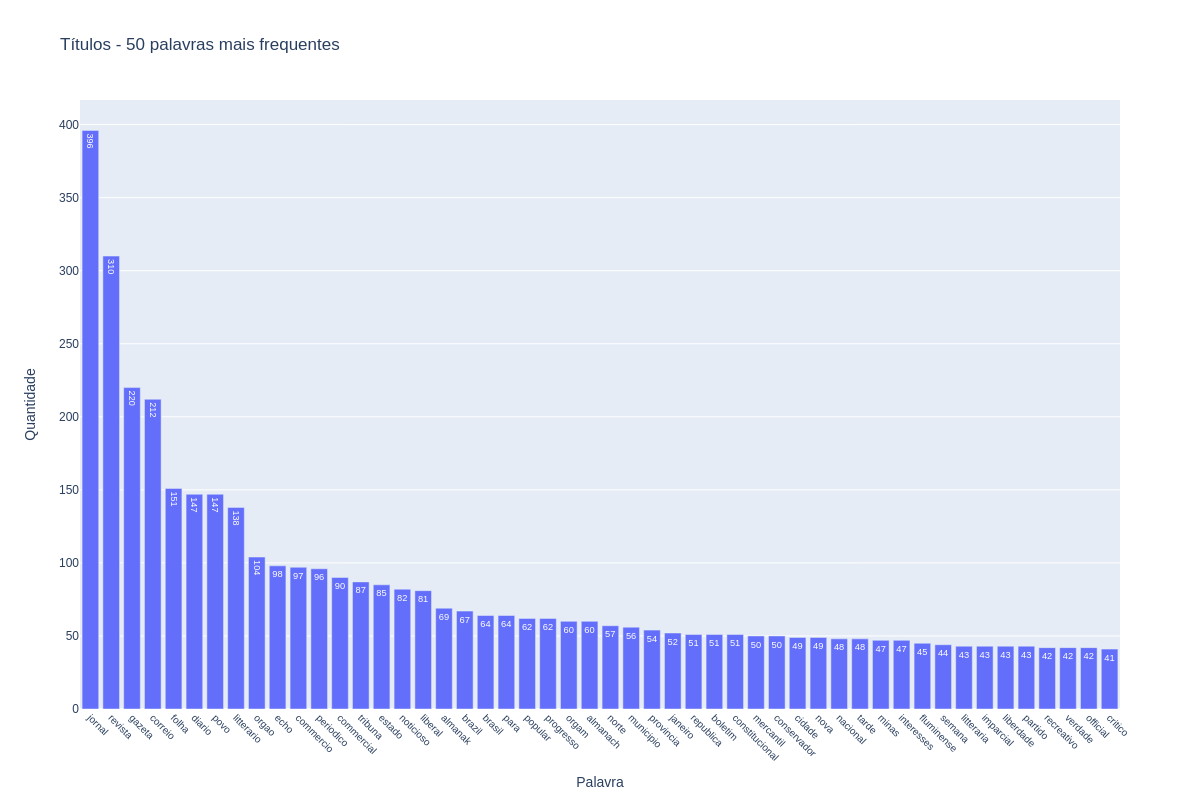 Títulos - 50 palavras mais frequentes
Quantidade
400
350
300
250
200
150
100
50
0
396
310
220
212
151
147
147
138
104
98
97
96
90
87
85
82
81
69
67
64
64
62
62
60
60
57
56
54
52
51
51
51
50
50
49
49
48
48
47
47
45
44
43
43
43
43
42
42
42
41
jornal
revista
gazeta
correio
folha
diario
povo
litterario
orgao
echo
commercio
periodico
commercial
tribuna
estado
noticioso
liberal
almanak
brazil
brasil
para
popular
progresso
orgam
almanach
norte
municipio
provincia
janeiro
republica
boletim
constitucional
mercantil
conservador
cidade
nova
nacional
tarde
minas
interesses
fluminense
semana
litteraria
imparcial
liberdade
partido
recreativo
verdade
official
critico
Palavra